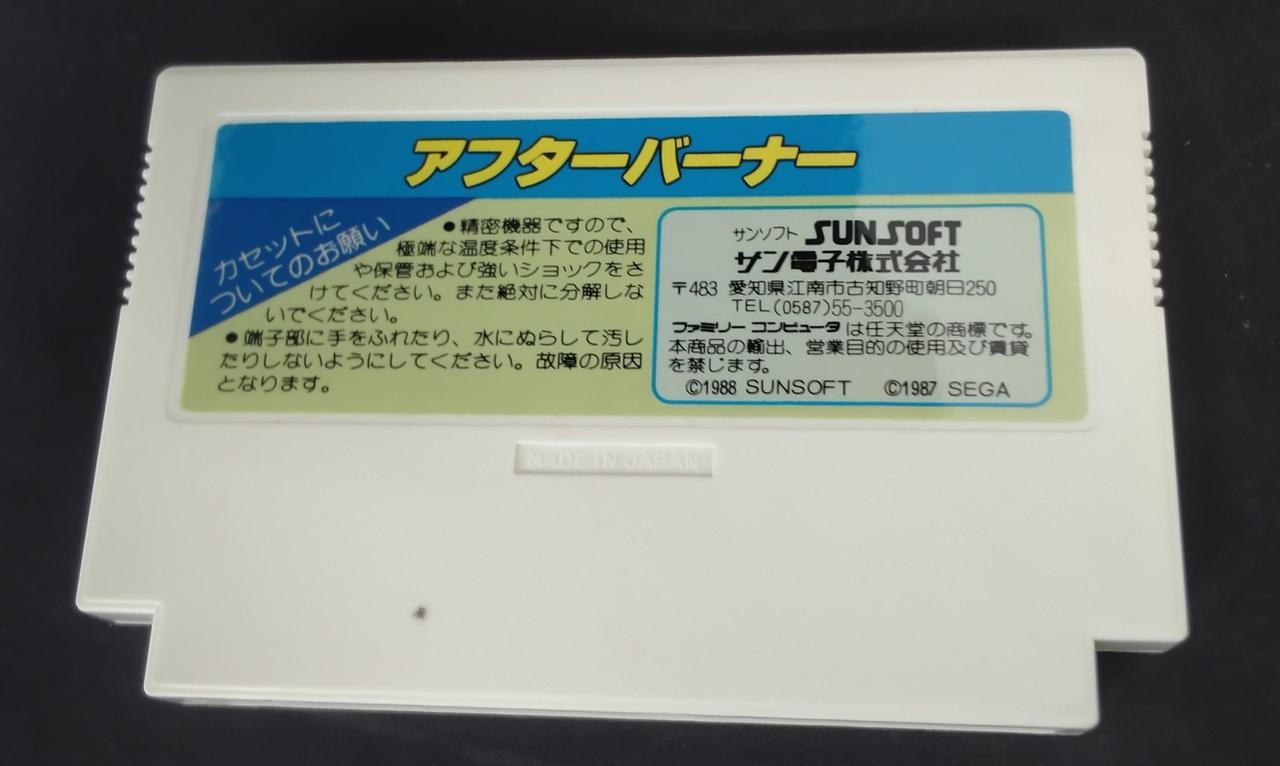 アフターバーナー
カセットに
ついてのお願い
●精密機器ですので、
極端な温度条件下での使用
や保管および強いショックをさ
けてください。また絶対に分解しな
いでください。
●端子部に手をふれたり、水にぬらして汚し
たりしないようにしてください。故障の原因
となります。
サンソフト SUNSOFT
サン電子株式会社
〒483 愛知県江南市古知野町朝日250
TEL(0587)55-3500
ファミリー コンピュータは任天堂の商標です。
本商品の輸出、営業目的の使用及び賃貸
を禁じます。
©1988 SUNSOFT ©1987 SEGA
MADE IN JAPAN